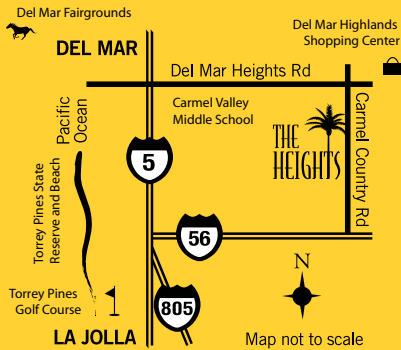 Del Mar Fairgrounds
Del Mar Highlands
Shopping Center
DEL MAR
Del Mar Heights Rd
Pacific
Ocean
Carmel Valley
Middle School
THE
HEIGHTS
Carmel Country Rd
5
Torrey Pines State
Reserve and Beach
56
N
Torrey Pines
Golf Course
805
LA JOLLA
Map not to scale